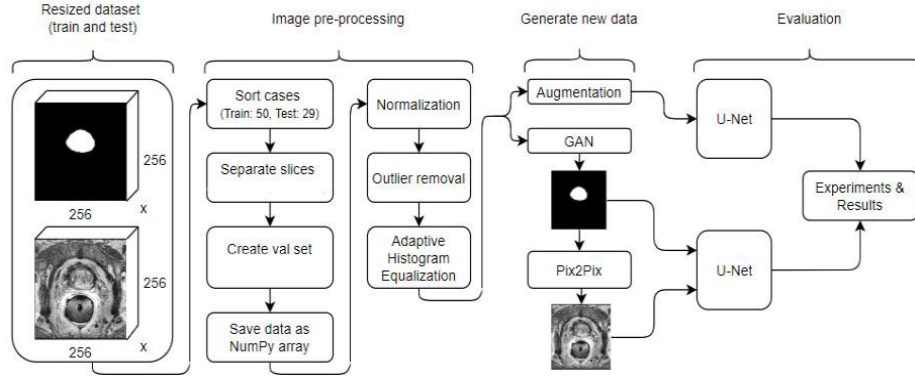 Resized dataset
(train and test)
256
256
x
256
256
x
Image pre-processing
Sort cases
(Train: 50, Test: 29)
Separate slices
Create val set
Save data as
NumPy array
Normalization
Outlier removal
Adaptive
Histogram
Equalization
Generate new data
Augmentation
GAN
Pix2Pix
Evaluation
U-Net
U-Net
Experiments &
Results